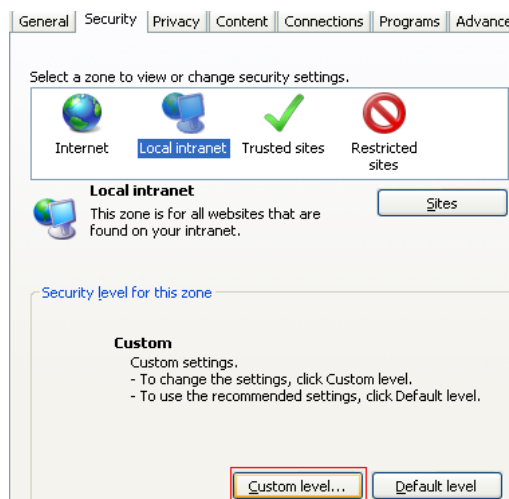 General Security Privacy Content Connections Programs Advance
Select a zone to view or change security settings.
Internet Local intranet Trusted sites Restricted sites
Local intranet
This zone is for all websites that are
found on your intranet.
Sites
Security level for this zone
Custom
Custom settings.
- To change the settings, click Custom level.
- To use the recommended settings, click Default level.
Custom level... Default level